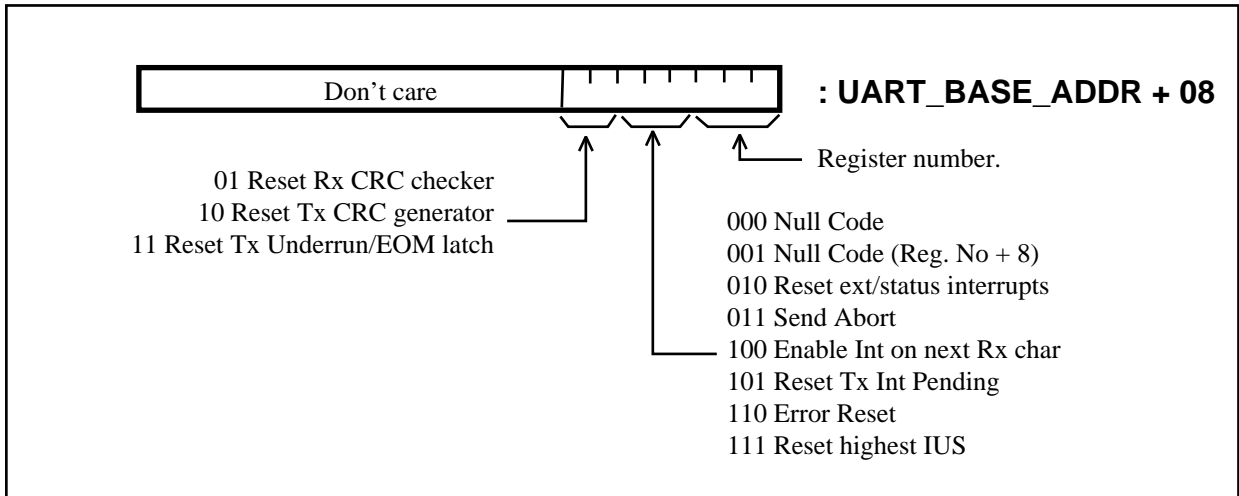 Don't care
: UART_BASE_ADDR + 08
Register number.
01 Reset Rx CRC checker
10 Reset Tx CRC generator
11 Reset Tx Underrun/EOM latch
000 Null Code
001 Null Code (Reg. No + 8)
010 Reset ext/status interrupts
011 Send Abort
100 Enable Int on next Rx char
101 Reset Tx Int Pending
110 Error Reset
111 Reset highest IUS